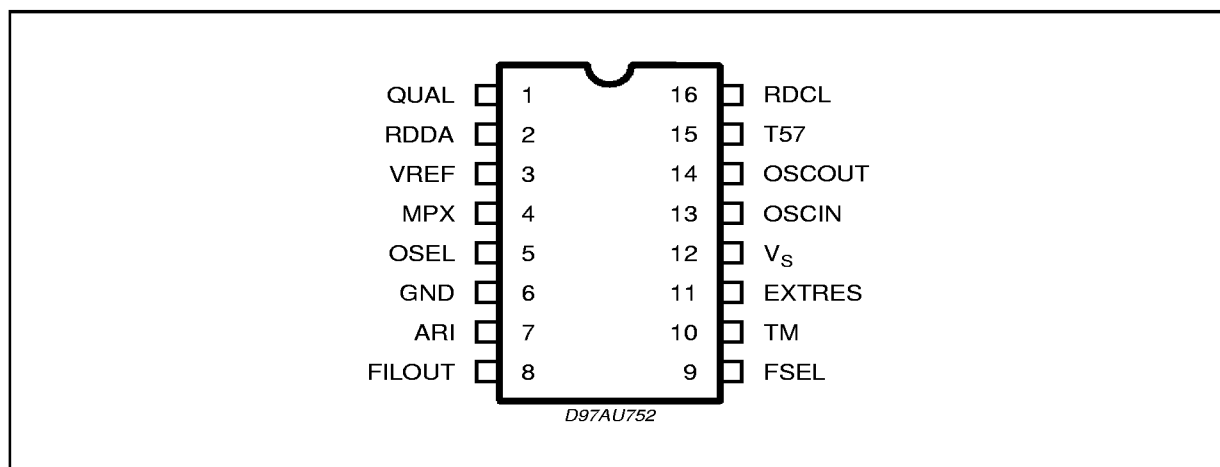 QUAL 1 16 RDCL
RDDA 2 15 T57
VREF 3 14 OSCOUT
MPX 4 13 OSCIN
OSEL 5 12 VS
GND 6 11 EXTRES
ARI 7 10 TM
FILOUT 8 9 FSEL
D97AU752